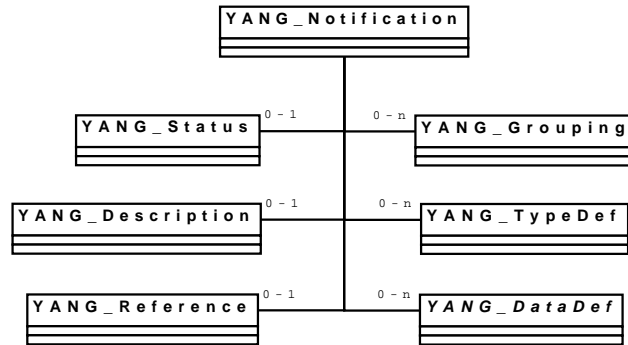 YANG_Notification
0-1 0-n
YANG_Status YANG_Grouping
0-1 0-n
YANG_Description YANG_TypeDef
0-1 0-n
YANG_Reference YANG_DataDef